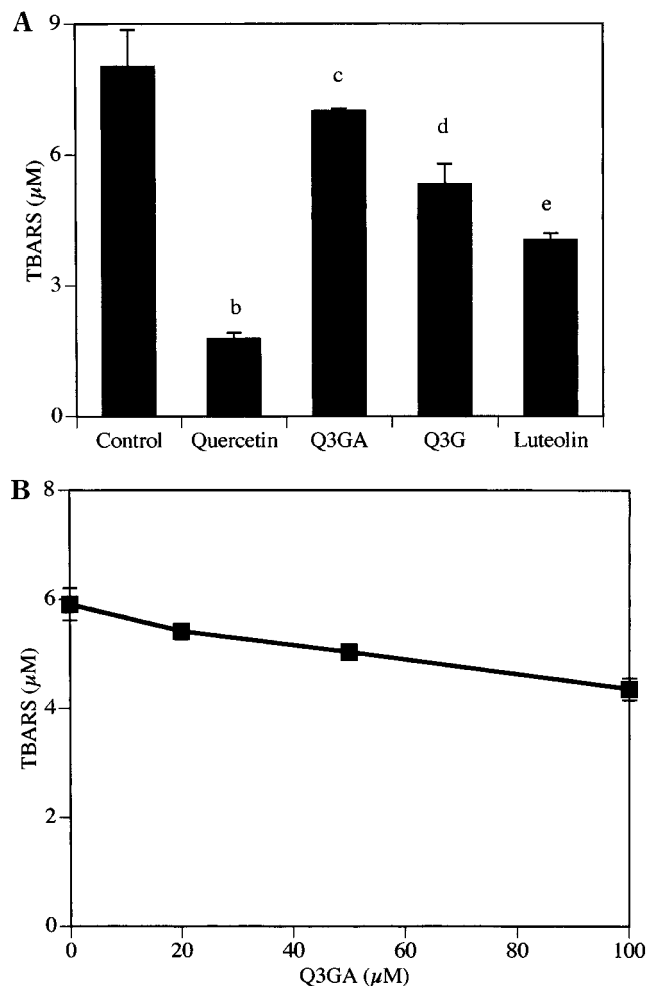 A
9
6
3
0
TBARS (µM)
b
c
d
e
Control Quercetin Q3GA Q3G Luteolin
B
8
6
4
2
0
TBARS (µM)
0 20 40 60 80 100
Q3GA (µM)